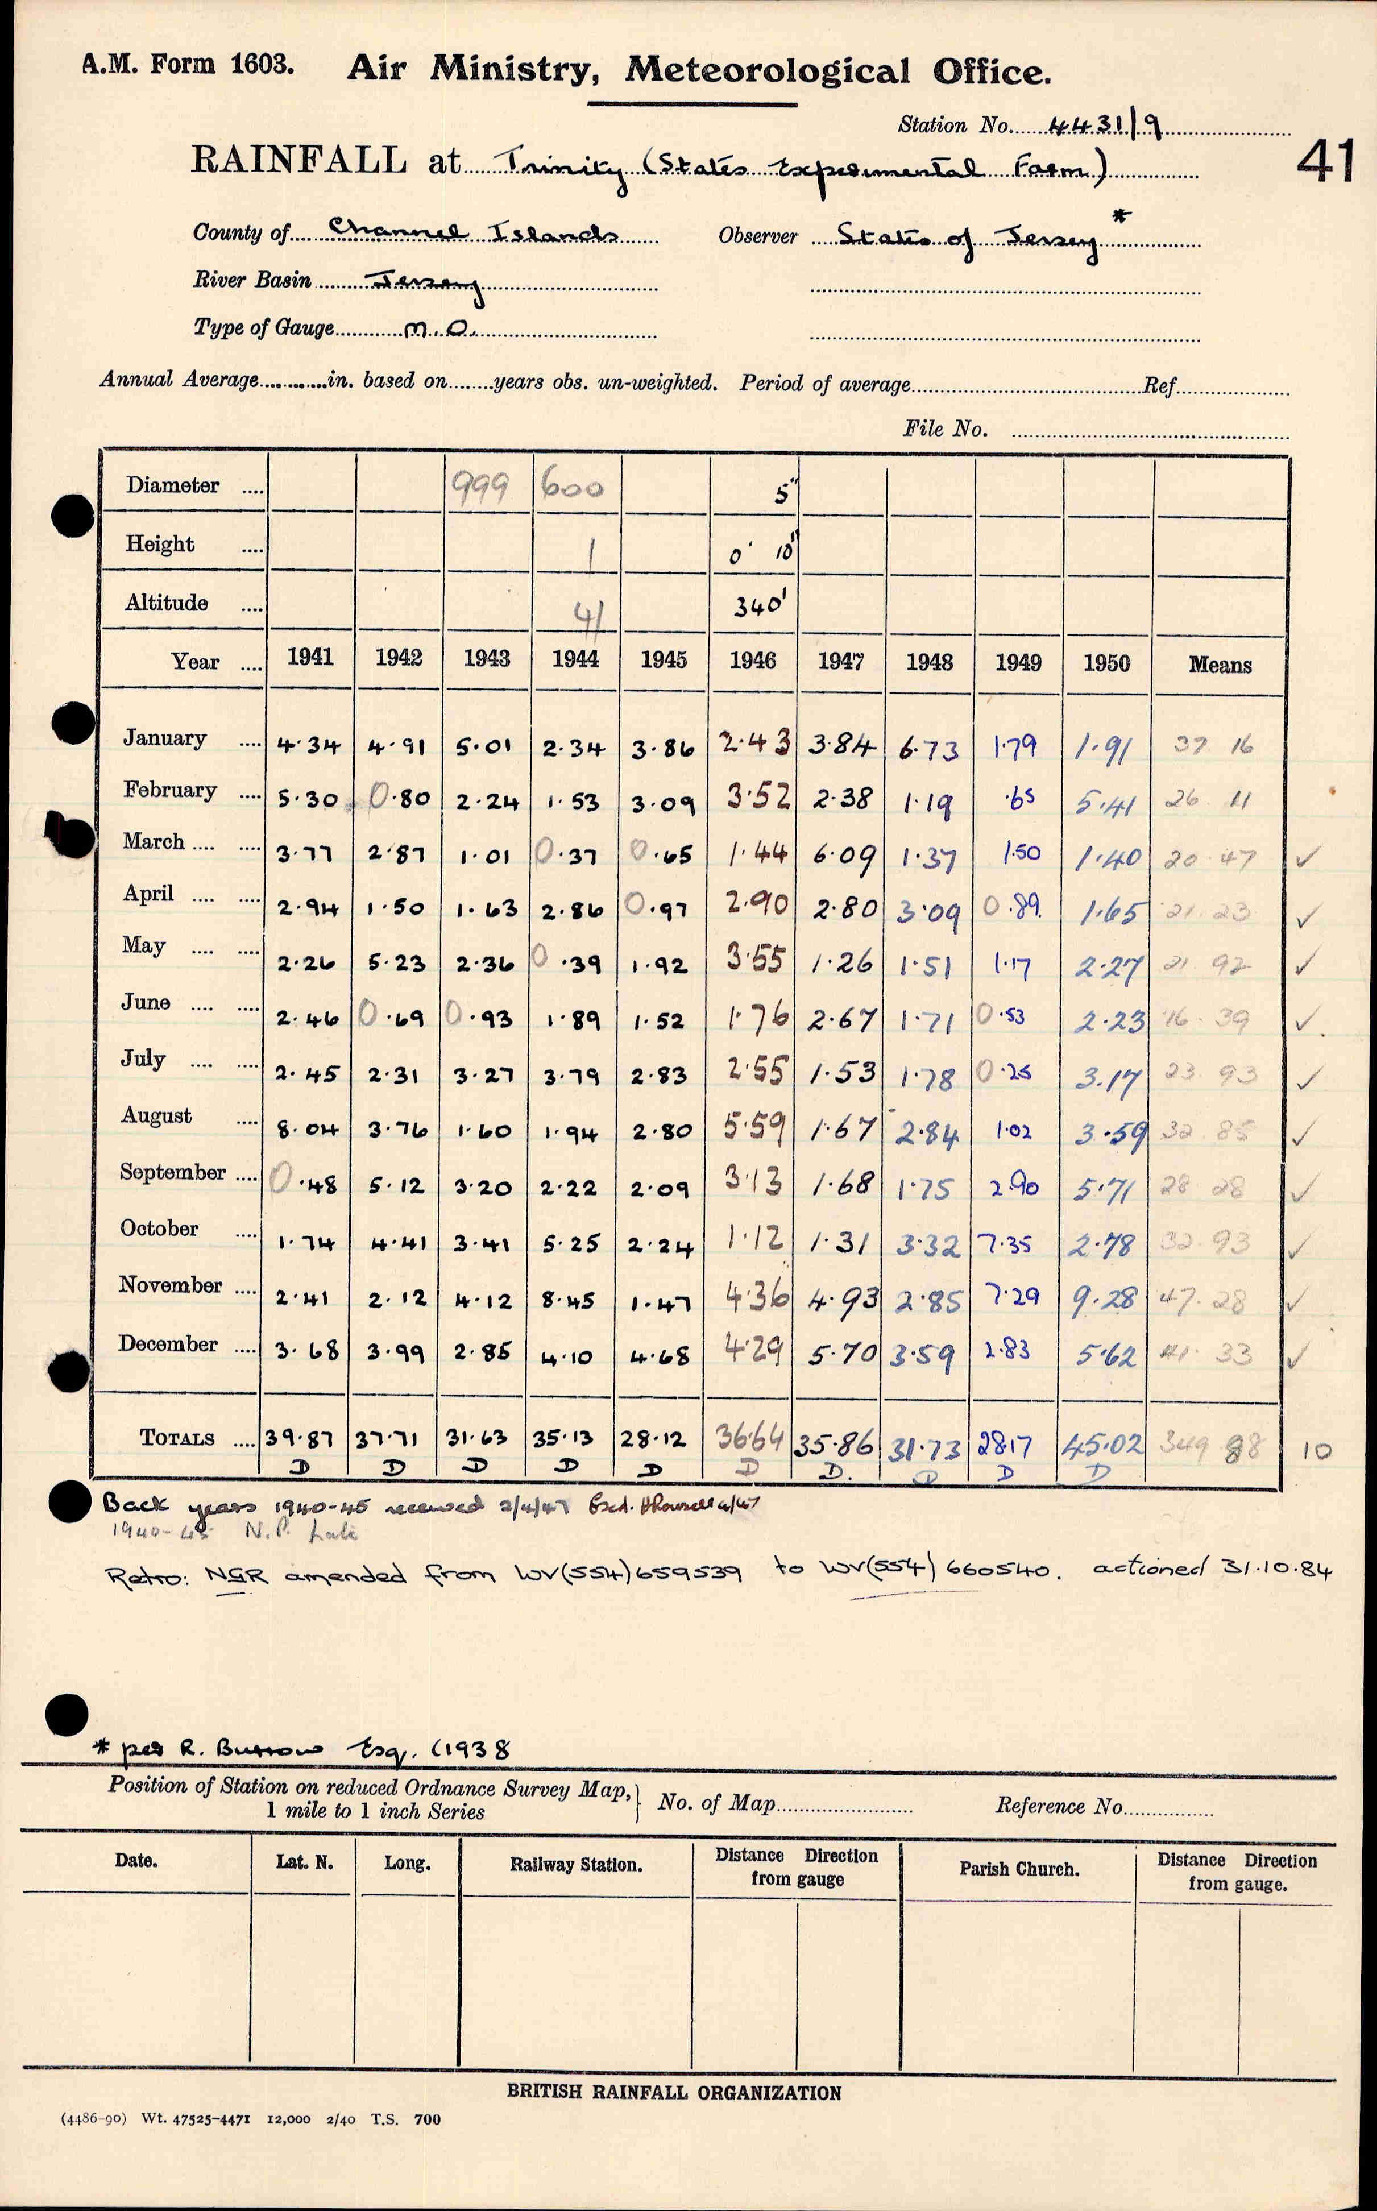 A.M. Form 1603. Air Ministry, Meteorological Office.
Station No. 4431/9
41
RAINFALL at Trinity (States Experimental Farm)
County of Channel Islands Observer States of Jersey *
River Basin Jersey
Type of Gauge M.O.
Annual Average in. based on years obs. un-weighted. Period of average Ref.
File No.
Diameter 999 600 5"
Height 1 0' 10"
Altitude 41 340'
Year 1941 1942 1943 1944 1945 1946 1947 1948 1949 1950 Means
January 4.34 4.91 5.01 2.34 3.86 2.43 3.84 6.73 1.79 1.91 37 16
February 5.30 0.80 2.24 1.53 3.09 3.52 2.38 1.19 .65 5.41 26 11
March 3.77 2.87 1.01 0.37 0.65 1.44 6.09 1.37 1.50 1.40 20.47 ✓
April 2.94 1.50 1.63 2.86 0.97 2.90 2.80 3.09 0.89 1.65 21.23 ✓
May 2.26 5.23 2.36 0.39 1.92 3.55 1.26 1.51 1.17 2.27 21 92 ✓
June 2.46 0.69 0.93 1.89 1.52 1.76 2.67 1.71 0.53 2.23 16.39 ✓
July 2.45 2.31 3.27 3.79 2.83 2.55 1.53 1.78 0.25 3.17 23.93 ✓
August 8.04 3.76 1.60 1.94 2.80 5.59 1.67 2.84 1.02 3.59 32.85 ✓
September 0.48 5.12 3.20 2.22 2.09 3.13 1.68 1.75 2.90 5.71 28 28 ✓
October 1.74 4.41 3.41 5.25 2.24 1.12 1.31 3.32 7.35 2.78 32.93 ✓
November 2.41 2.12 4.12 8.45 1.47 4.36 4.93 2.85 7.29 9.28 47.28 ✓
December 3.68 3.99 2.85 4.10 4.68 4.29 5.70 3.59 2.83 5.62 41.33 ✓
TOTALS 39.87 37.71 31.63 35.13 28.12 36.64 35.86 31.73 28.17 45.02 349 88 10
D D D D D D D. D D D
Back years 1940-45 received 2/4/47
1940-45 N.P. Late
Retro: NGR amended from WV(554)659539 to WV(554)660540. actioned 31.10.84
* per R. Burrow Esq. (1938
Position of Station on reduced Ordnance Survey Map, No. of Map Reference No.
1 mile to 1 inch Series
Date. Lat. N. Long. Railway Station. Distance Direction from gauge Parish Church. Distance Direction from gauge.
BRITISH RAINFALL ORGANIZATION
(4486-90) Wt. 47525-4471 12,000 2/40 T.S. 700